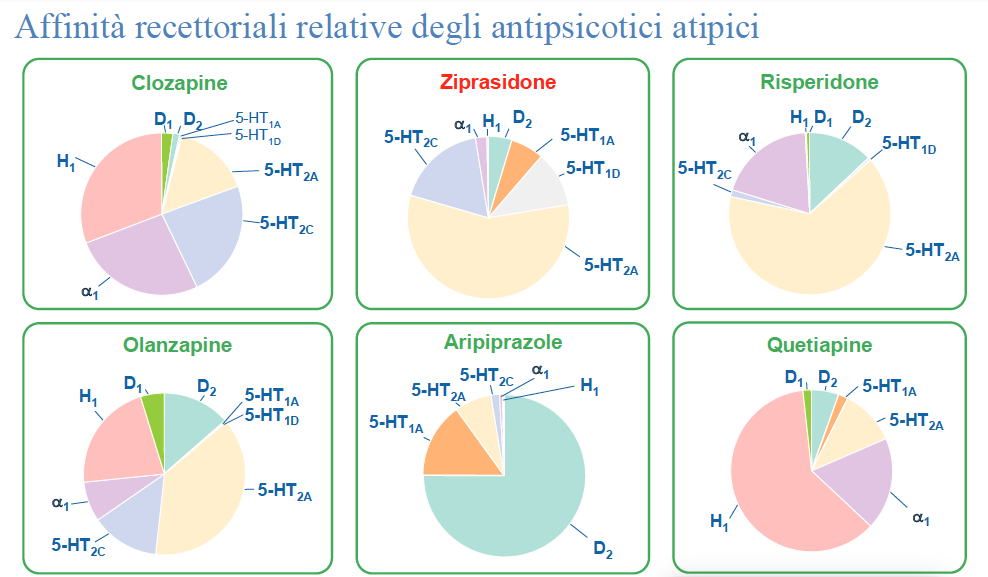 Affinità recettoriali relative degli antipsicotici atipici
Clozapine
D1 D2 5-HT1A
5-HT1D
H1
5-HT2A
5-HT2C
α1
Ziprasidone
α1 H1 D2
5-HT2C 5-HT1A
5-HT1D
5-HT2A
Risperidone
H1 D1 D2
α1
5-HT1D
5-HT2C
5-HT2A
Olanzapine
D1 D2
H1 5-HT1A
5-HT1D
5-HT2A
α1
5-HT2C
Aripiprazole
5-HT2C α1
5-HT2A H1
5-HT1A
D2
Quetiapine
D1 D2
5-HT1A
5-HT2A
H1 α1